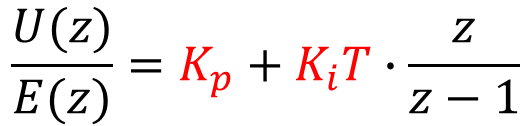 U(z)/E(z) = K_p + K_i T · z/(z − 1)